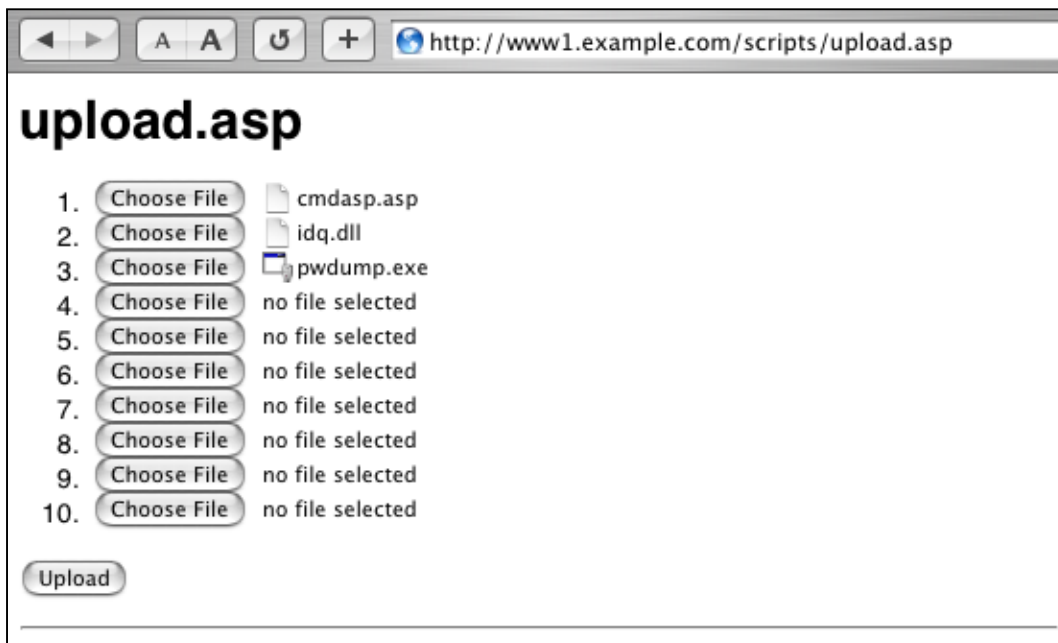 A A + http://www1.example.com/scripts/upload.asp
upload.asp
1. Choose File cmdasp.asp
2. Choose File idq.dll
3. Choose File pwdump.exe
4. Choose File no file selected
5. Choose File no file selected
6. Choose File no file selected
7. Choose File no file selected
8. Choose File no file selected
9. Choose File no file selected
10. Choose File no file selected
Upload